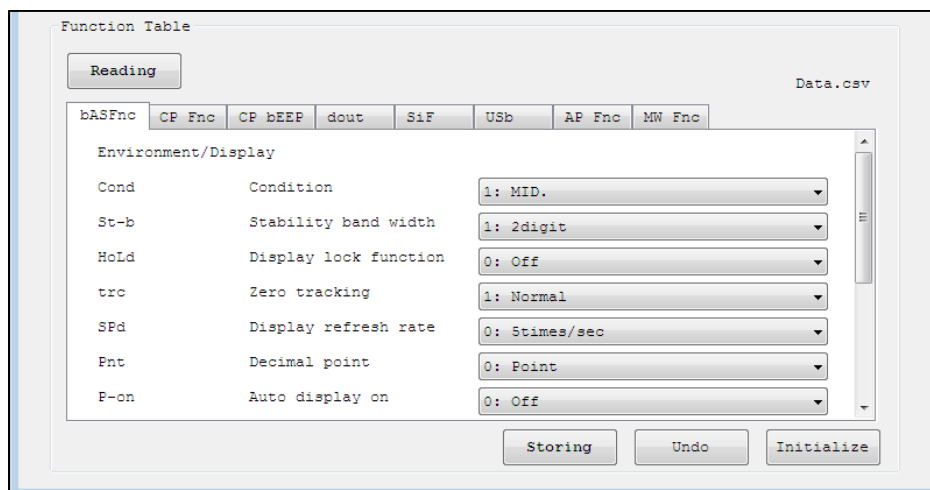 Function Table
Reading
Data.csv
bASFnc CP Fnc CP bEEP dout SiF USb AP Fnc MW Fnc
Environment/Display
Cond Condition 1: MID.
St-b Stability band width 1: 2digit
HoLd Display lock function 0: Off
trc Zero tracking 1: Normal
SPd Display refresh rate 0: 5times/sec
Pnt Decimal point 0: Point
P-on Auto display on 0: Off
Storing Undo Initialize